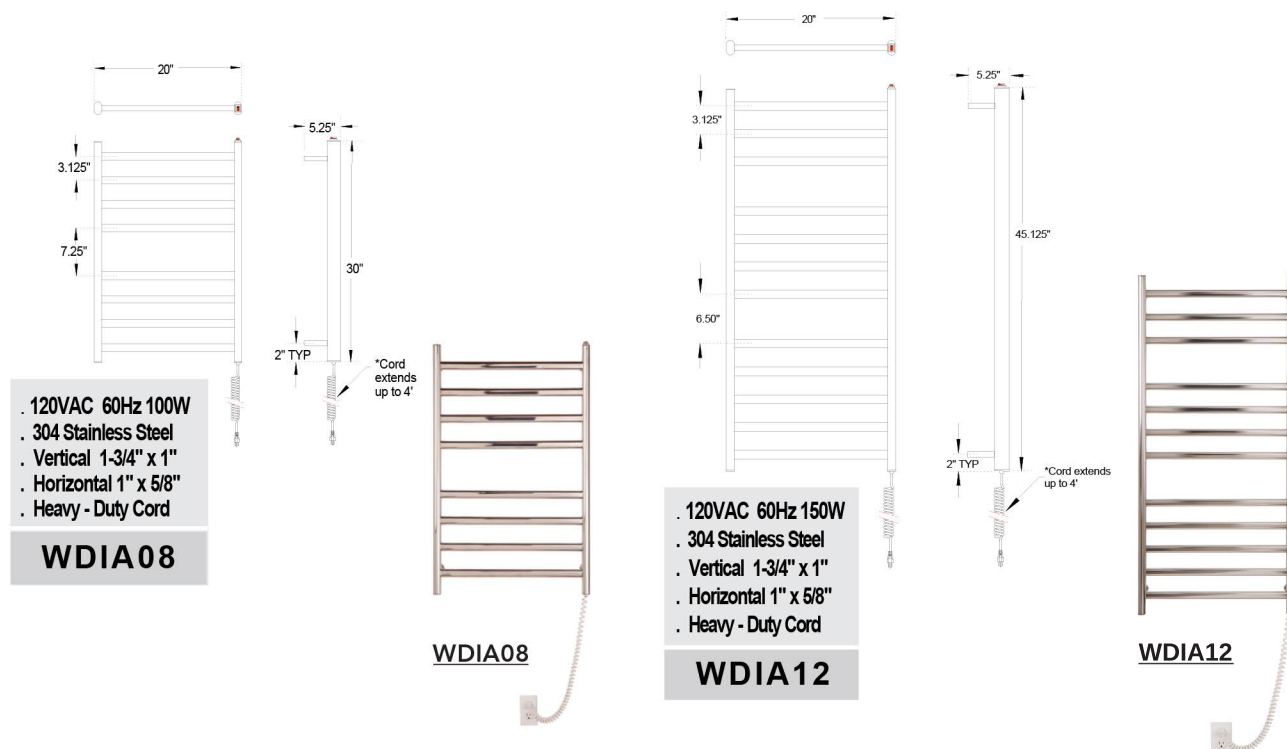 20"
5.25"
3.125"
7.25"
30"
2" TYP
*Cord
extends
up to 4'
. 120VAC 60Hz 100W
. 304 Stainless Steel
. Vertical 1-3/4" x 1"
. Horizontal 1" x 5/8"
. Heavy - Duty Cord
WDIA08
WDIA08
20"
5.25"
3.125"
45.125"
6.50"
2" TYP
*Cord extends
up to 4'
. 120VAC 60Hz 150W
. 304 Stainless Steel
. Vertical 1-3/4" x 1"
. Horizontal 1" x 5/8"
. Heavy - Duty Cord
WDIA12
WDIA12